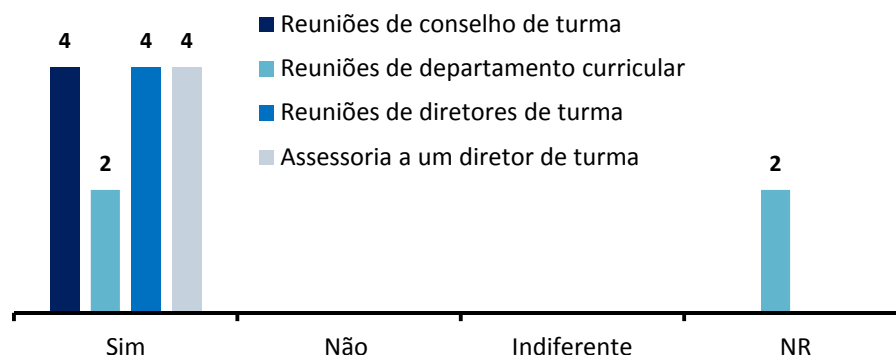 Reuniões de conselho de turma
Reuniões de departamento curricular
Reuniões de diretores de turma
Assessoria a um diretor de turma
4 2 4 4
2
Sim Não Indiferente NR